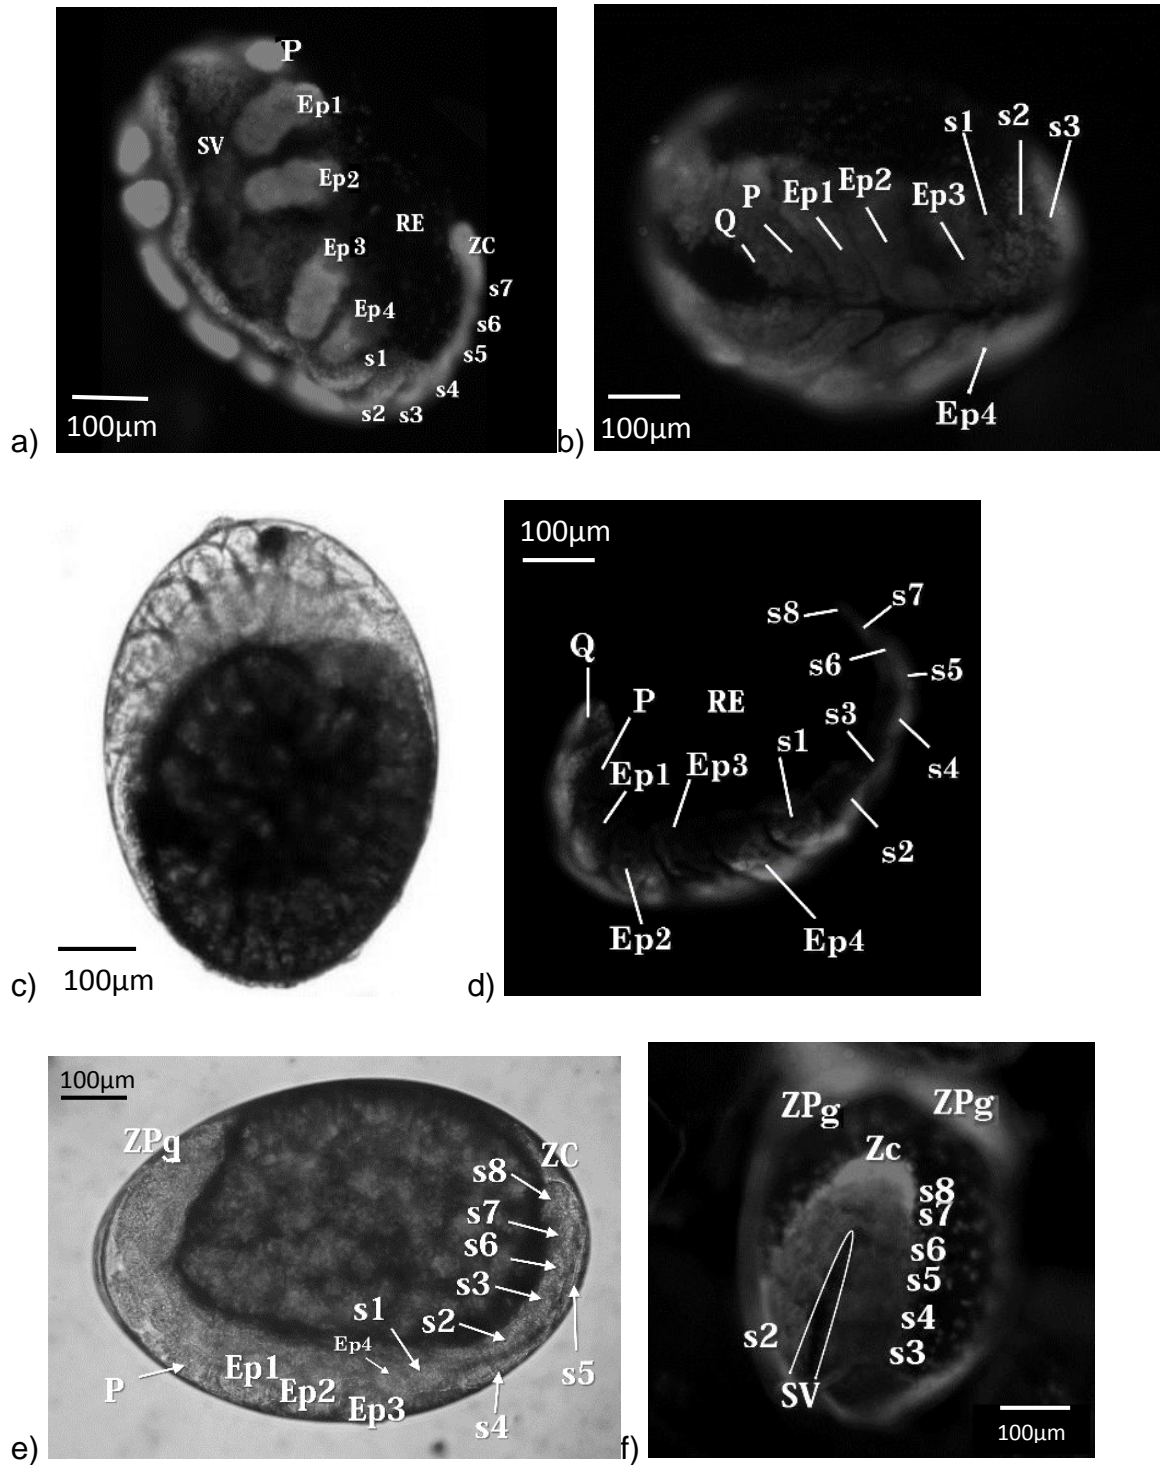 P
Ep1
SV
Ep2
RE
Ep3
ZC
s7
Ep4
s6
s1
s5
s4
s2 s3
100µm
a)
s1 s2 s3
P Ep1 Ep2 Ep3
Q
Ep4
100µm
b)
100µm
c)
100µm
s8 s7
Q
s6 s5
P RE
s3
s1
Ep1 Ep3
s4
s2
Ep2 Ep4
d)
100µm
ZPg
ZC
s8
s7
s6
s3
s1
s2
Ep4
s5
Ep1
P
Ep2
Ep3
s4
e)
ZPg ZPg
Zc
s8
s7
s6
s5
s4
s2
s3
SV
100µm
f)